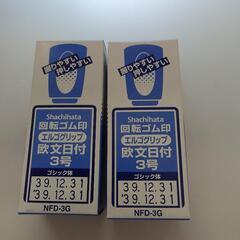 握りやすい
押しやすい
Shachihata
回転ゴム印
エルゴグリップ
欧文日付
3号
ゴシック体
39.12.31
'39.12.31
NFD-3G
握りやすい
押しやすい
Shachihata
回転ゴム印
エルゴグリップ
欧文日付
3号
ゴシック体
39.12.31
'39.12.31
NFD-3G